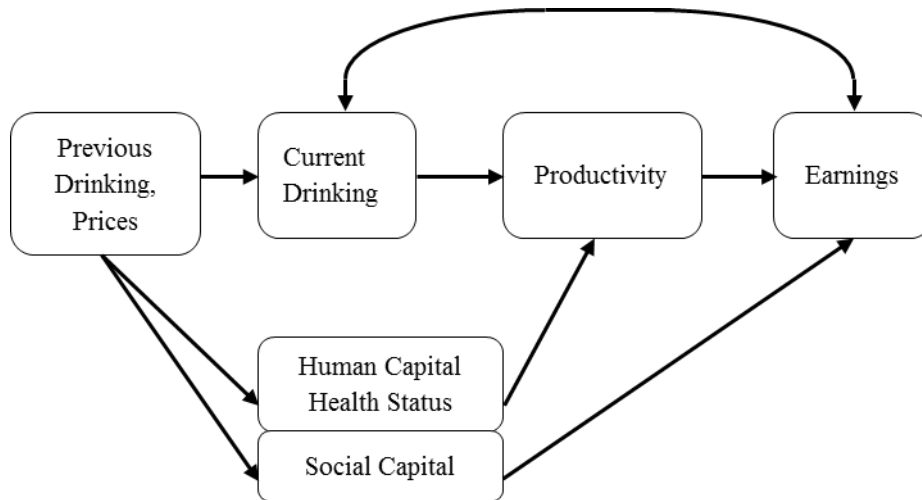 Previous
Drinking,
Prices
Current
Drinking
Productivity
Earnings
Human Capital
Health Status
Social Capital